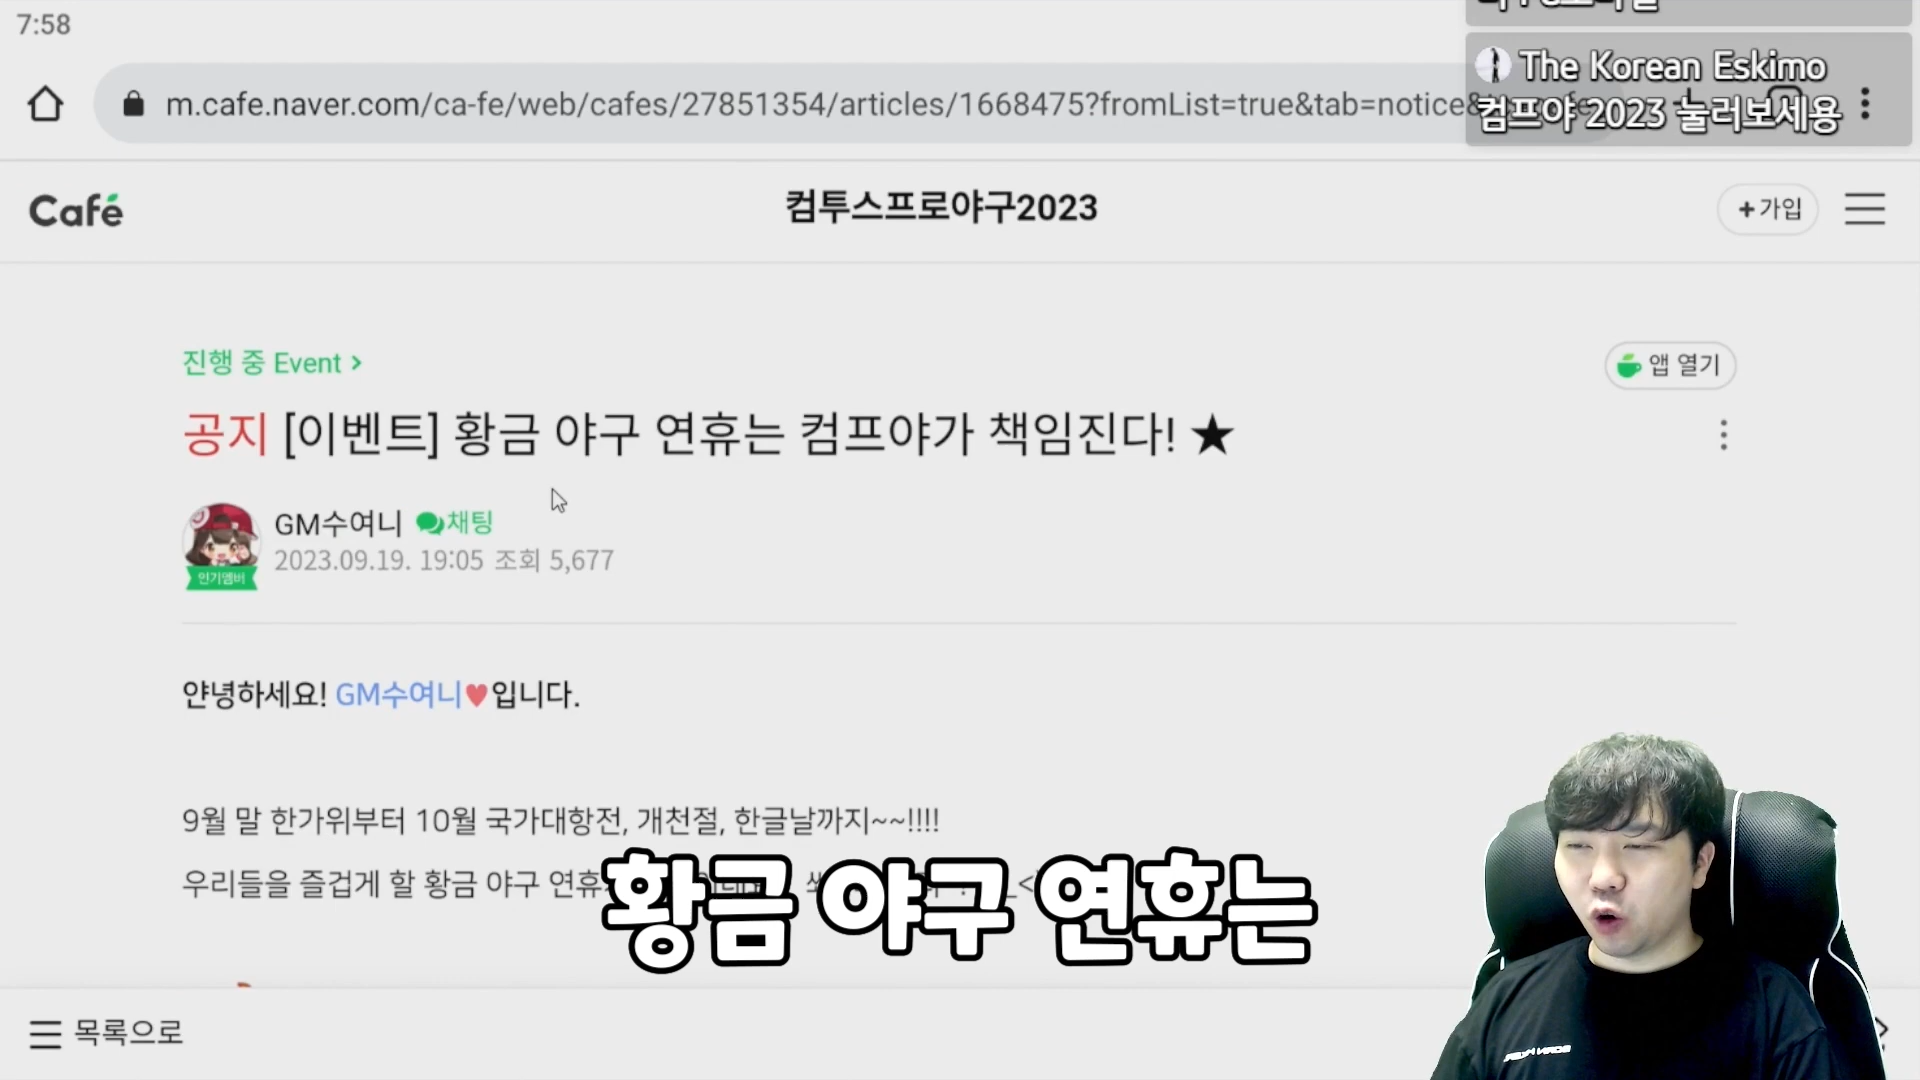 7:58
The Korean Eskimo
m.cafe.naver.com/ca-fe/web/cafes/27851354/articles/1668475?fromList=true&tab=notice&
컴프야 2023 눌러보세용
Café
컴투스프로야구2023
+가입
진행 중 Event >
앱 열기
공지 [이벤트] 황금 야구 연휴는 컴프야가 책임진다! ★
GM수여니 채팅
2023.09.19. 19:05 조회 5,677
인기멤버
안녕하세요! GM수여니♥입니다.
9월 말 한가위부터 10월 국가대항전, 개천절, 한글날까지~~!!!!
우리들을 즐겁게 할 황금 야구 연휴
황금 야구 연휴는
목록으로